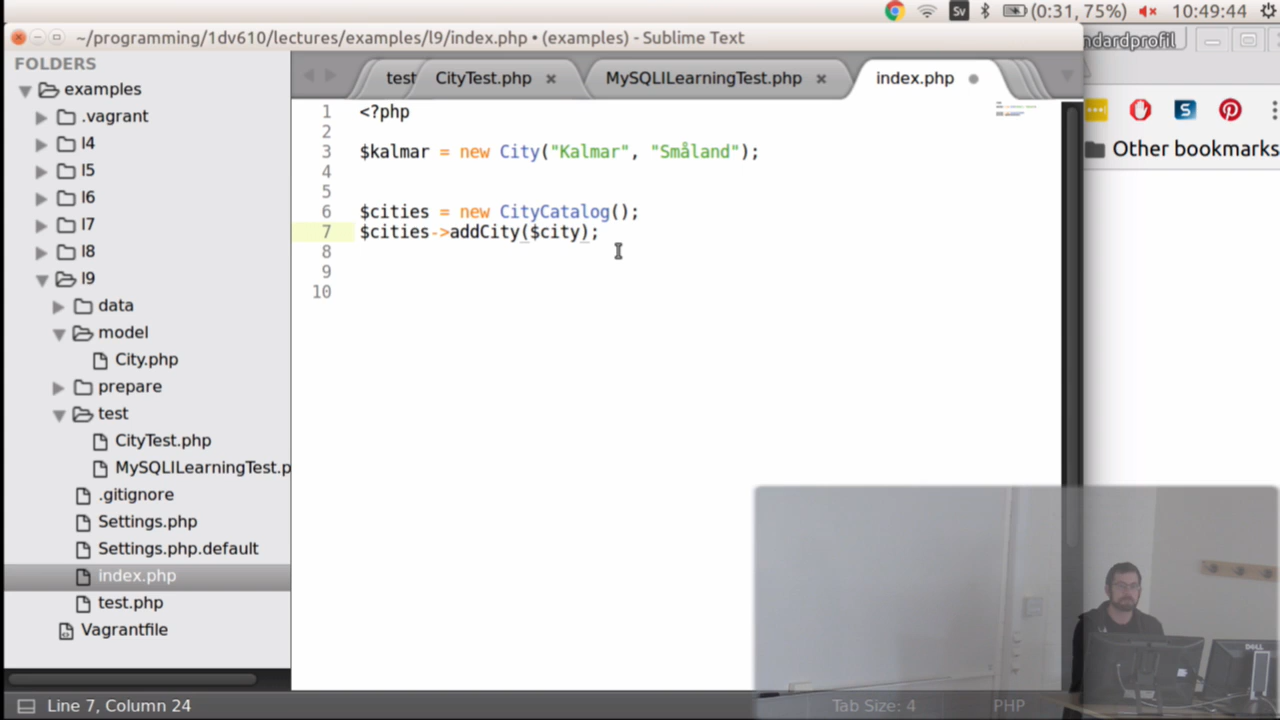 Sv
(0:31, 75%)
10:49:44
~/programming/1dv610/lectures/examples/l9/index.php • (examples) - Sublime Text
ndardprofil
FOLDERS
examples
.vagrant
l4
l5
l6
l7
l8
l9
data
model
City.php
prepare
test
CityTest.php
MySQLILearningTest.p
.gitignore
Settings.php
Settings.php.default
index.php
test.php
Vagrantfile
test
CityTest.php
MySQLILearningTest.php
index.php
1 <?php
2
3 $kalmar = new City("Kalmar", "Småland");
4
5
6 $cities = new CityCatalog();
7 $cities->addCity($city);
8
9
10
S
Other bookmarks
DELL
Line 7, Column 24
Tab Size: 4
PHP